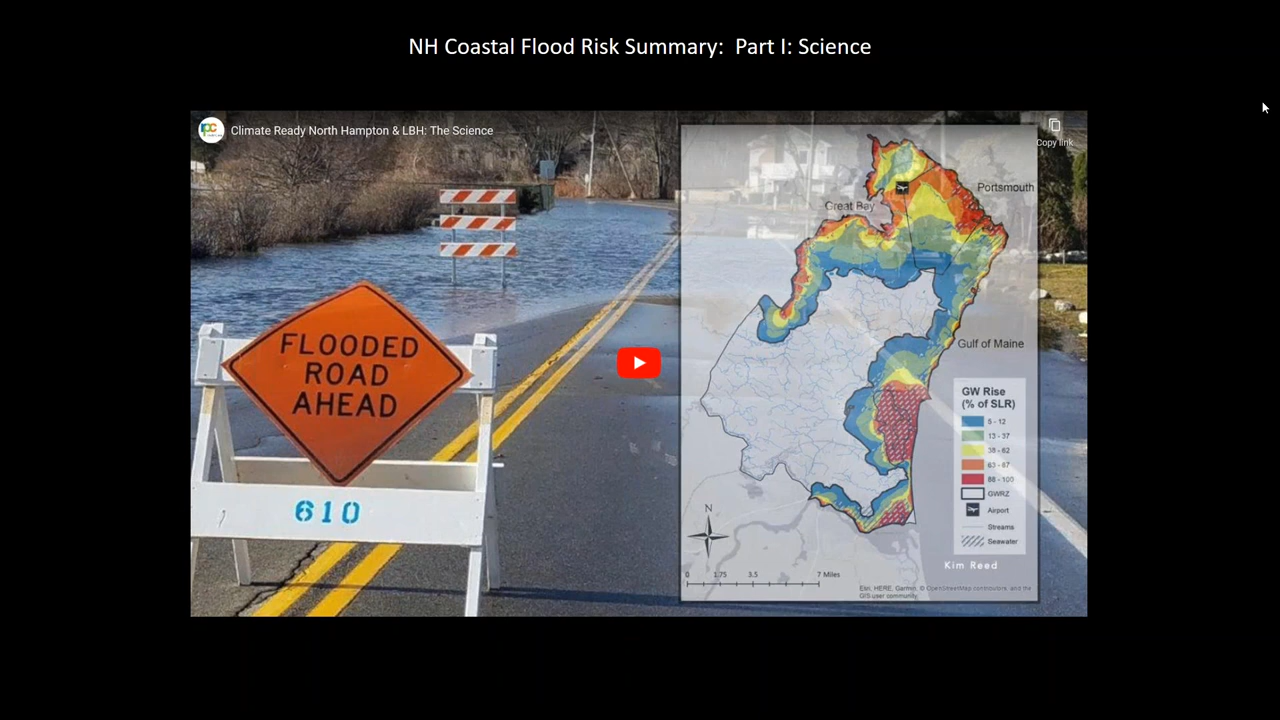 NH Coastal Flood Risk Summary:  Part I: Science
rpc
Climate Ready North Hampton & LBH: The Science
Copy link
Portsmouth
Great Bay
Gulf of Maine
FLOODED
ROAD
AHEAD
610
GW Rise
(% of SLR)
5 - 12
13 - 37
38 - 62
63 - 87
88 - 100
GWRZ
Airport
Streams
Seawater
N
Kim Reed
0 1.75 3.5 7 Miles
Esri, HERE, Garmin, © OpenStreetMap contributors, and the
GIS user community